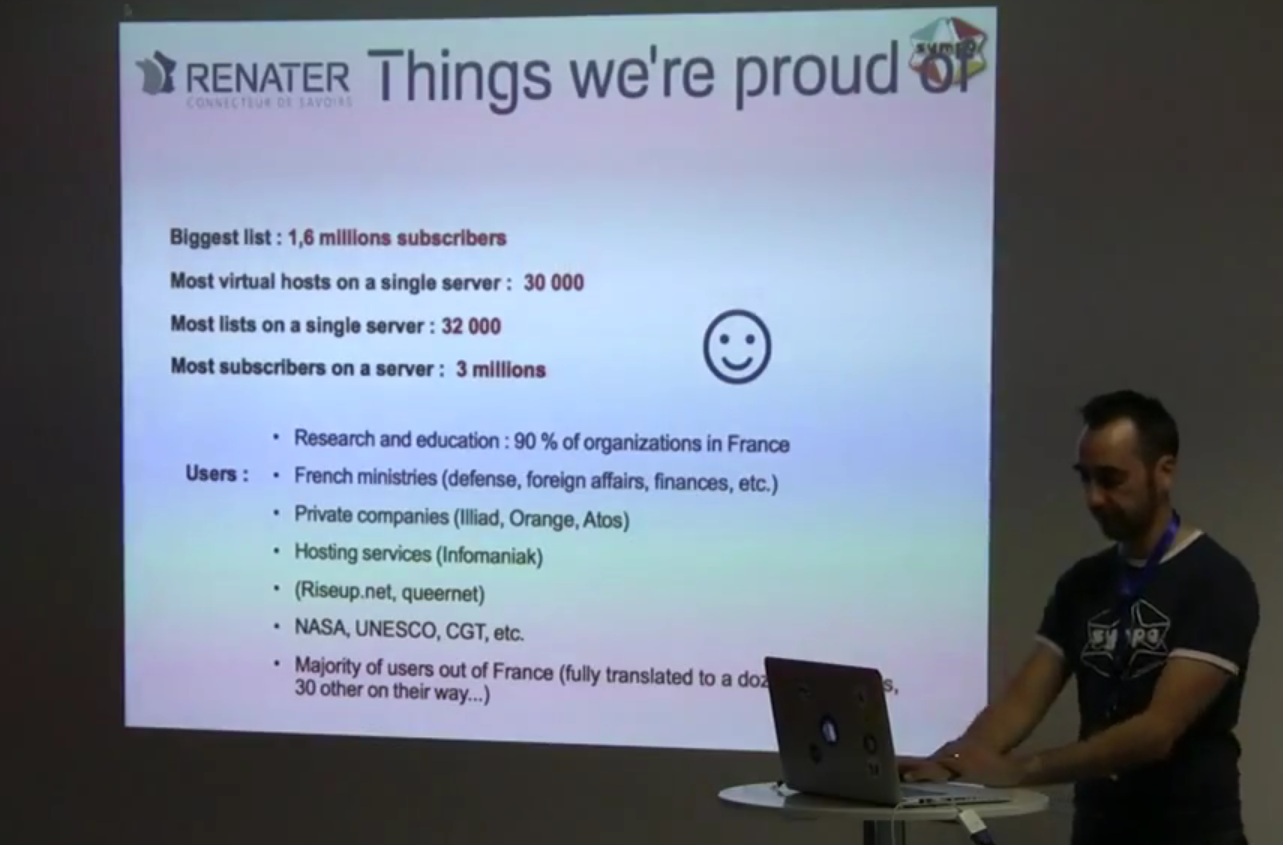 RENATER
CONNECTEUR DE SAVOIRS
Things we're proud of
sympa
Biggest list : 1,6 millions subscribers
Most virtual hosts on a single server : 30 000
Most lists on a single server : 32 000
Most subscribers on a server : 3 millions
• Research and education : 90 % of organizations in France
Users : • French ministries (defense, foreign affairs, finances, etc.)
• Private companies (Illiad, Orange, Atos)
• Hosting services (Infomaniak)
• (Riseup.net, queernet)
• NASA, UNESCO, CGT, etc.
• Majority of users out of France (fully translated to a
30 other on their way...)
sympa